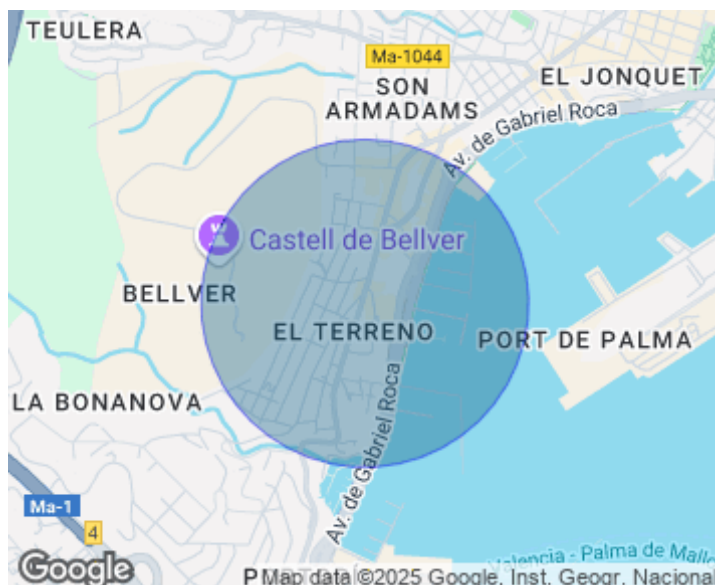 TEULERA
Ma-1044
EL JONQUET
SON
ARMADAMS
Av. de Gabriel Roca
Castell de Bellver
BELLVER
EL TERRENO
PORT DE PALMA
LA BONANOVA
Av. de Gabriel Roca
Ma-1
4
Valencia - Palma de Mallo
Google
Map data ©2025 Google, Inst. Geogr. Nacional